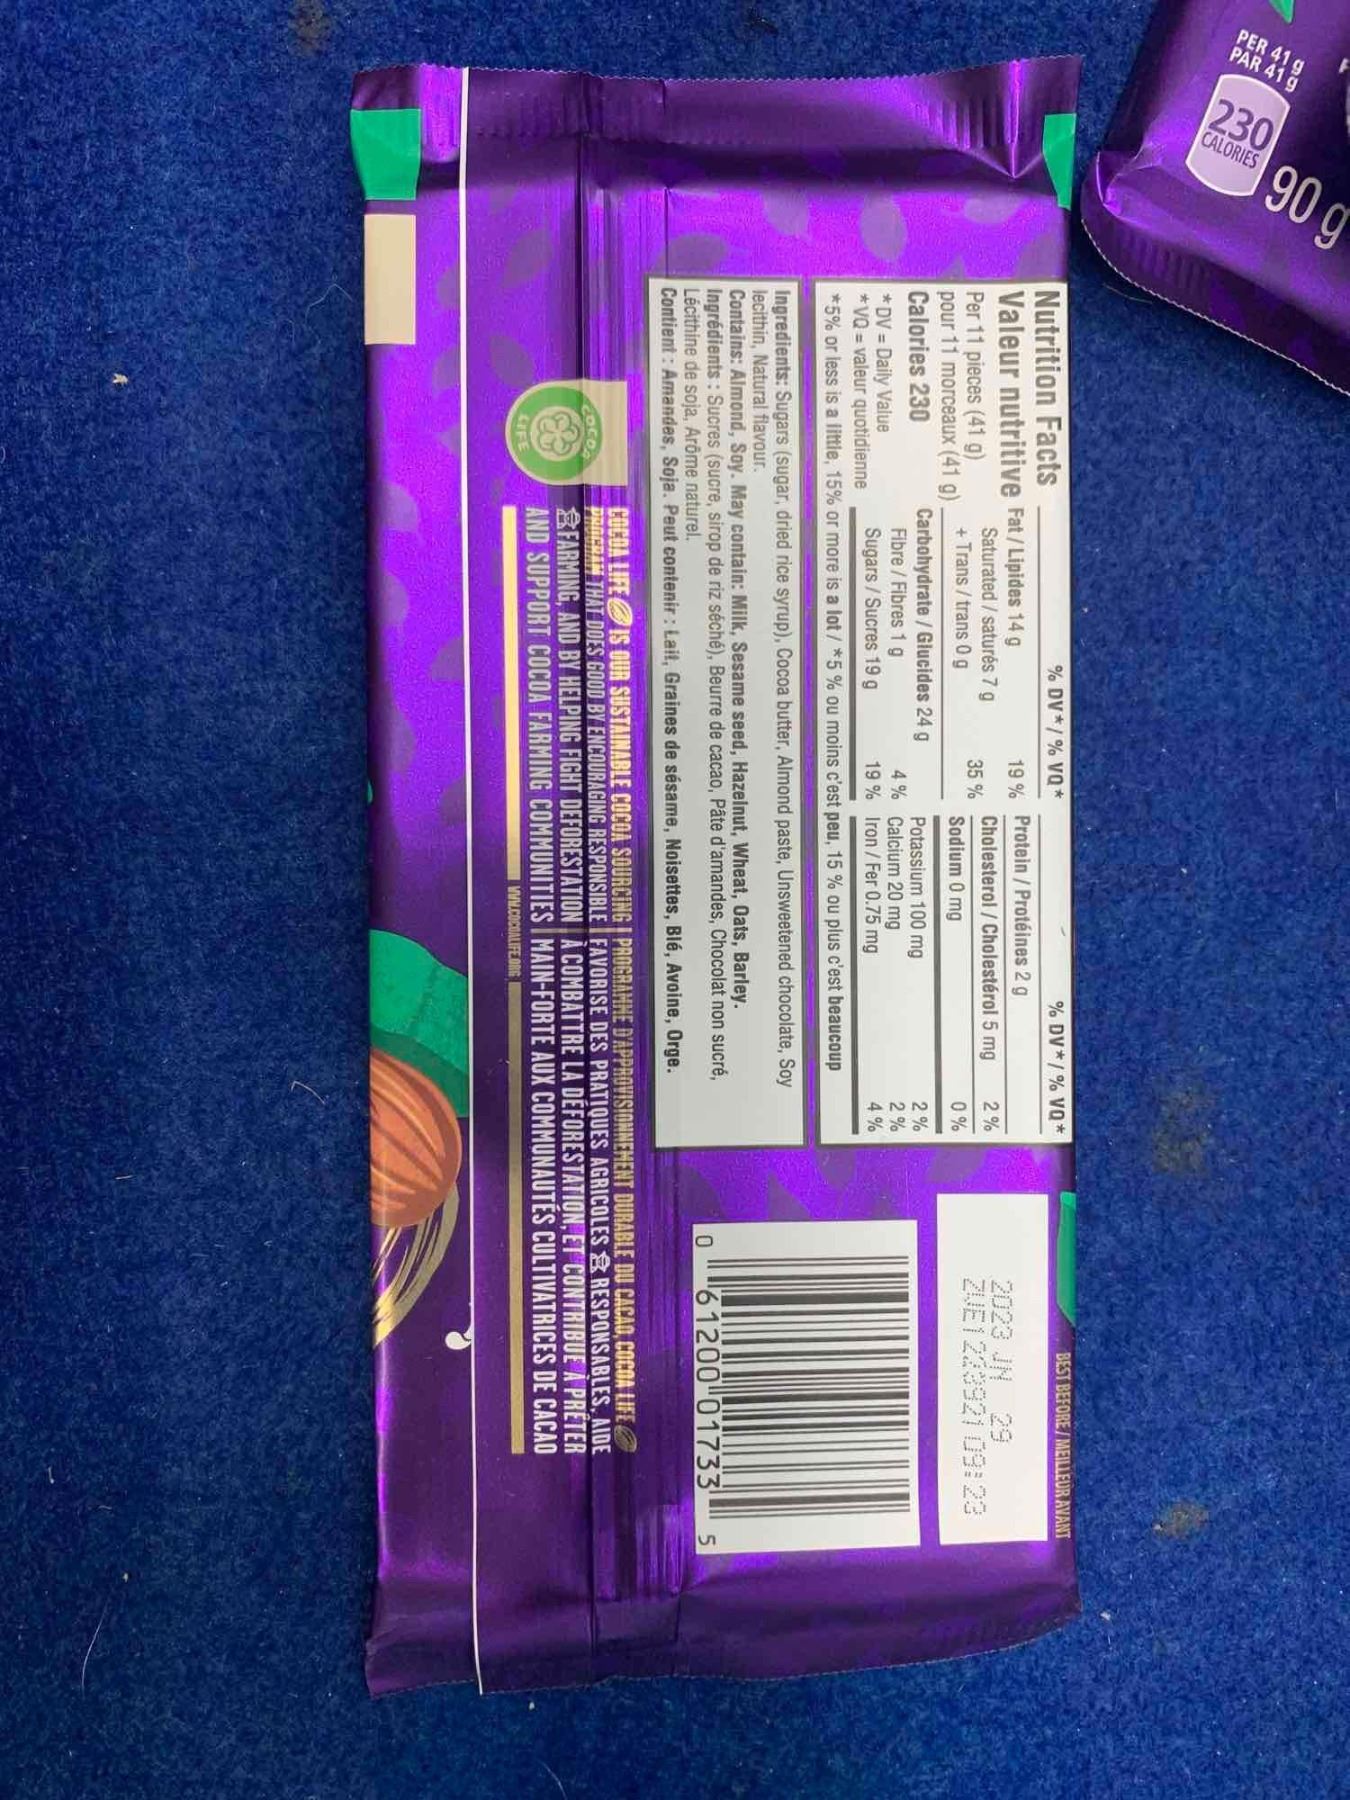 PER 41 g
PAR 41 g
230
CALORIES
90 g
Nutrition Facts
Valeur nutritive
Per 11 pieces (41 g)
pour 11 morceaux (41 g)
Calories 230
*DV = Daily Value
*VQ = valeur quotidienne
% DV* / % VQ*
Fat / Lipides 14 g 19 %
Saturated / saturés 7 g
+ Trans / trans 0 g 35 %
Carbohydrate / Glucides 24 g
Fibre / Fibres 1 g 4 %
Sugars / Sucres 19 g 19 %
% DV* / % VQ*
Protein / Protéines 2 g
Cholesterol / Cholestérol 5 mg 2 %
Sodium 0 mg 0 %
Potassium 100 mg 2 %
Calcium 20 mg 2 %
Iron / Fer 0.75 mg 4 %
*5% or less is a little, 15% or more is a lot / *5 % ou moins c'est peu, 15 % ou plus c'est beaucoup
Ingredients: Sugars (sugar, dried rice syrup), Cocoa butter, Almond paste, Unsweetened chocolate, Soy
lecithin, Natural flavour.
Contains: Almond, Soy. May contain: Milk, Sesame seed, Hazelnut, Wheat, Oats, Barley.
Ingrédients : Sucres (sucre, sirop de riz séché), Beurre de cacao, Pâte d'amandes, Chocolat non sucré,
Lécithine de soja, Arôme naturel.
Contient : Amandes, Soja. Peut contenir : Lait, Graines de sésame, Noisettes, Blé, Avoine, Orge.
BEST BEFORE / MEILLEUR AVANT
2023 JN 29
09:23
0 61200 01733 5
COCOA
LIFE
COCOA LIFE IS OUR SUSTAINABLE COCOA SOURCING
PROGRAM THAT DOES GOOD BY ENCOURAGING RESPONSIBLE
FARMING, AND BY HELPING FIGHT DEFORESTATION
AND SUPPORT COCOA FARMING COMMUNITIES
PROGRAMME D'APPROVISIONNEMENT DURABLE DU CACAO, COCOA LIFE
FAVORISE DES PRATIQUES AGRICOLES RESPONSABLES, AIDE
À COMBATTRE LA DÉFORESTATION, ET CONTRIBUE À PRÊTER
MAIN-FORTE AUX COMMUNAUTÉS CULTIVATRICES DE CACAO
WWW.COCOALIFE.ORG